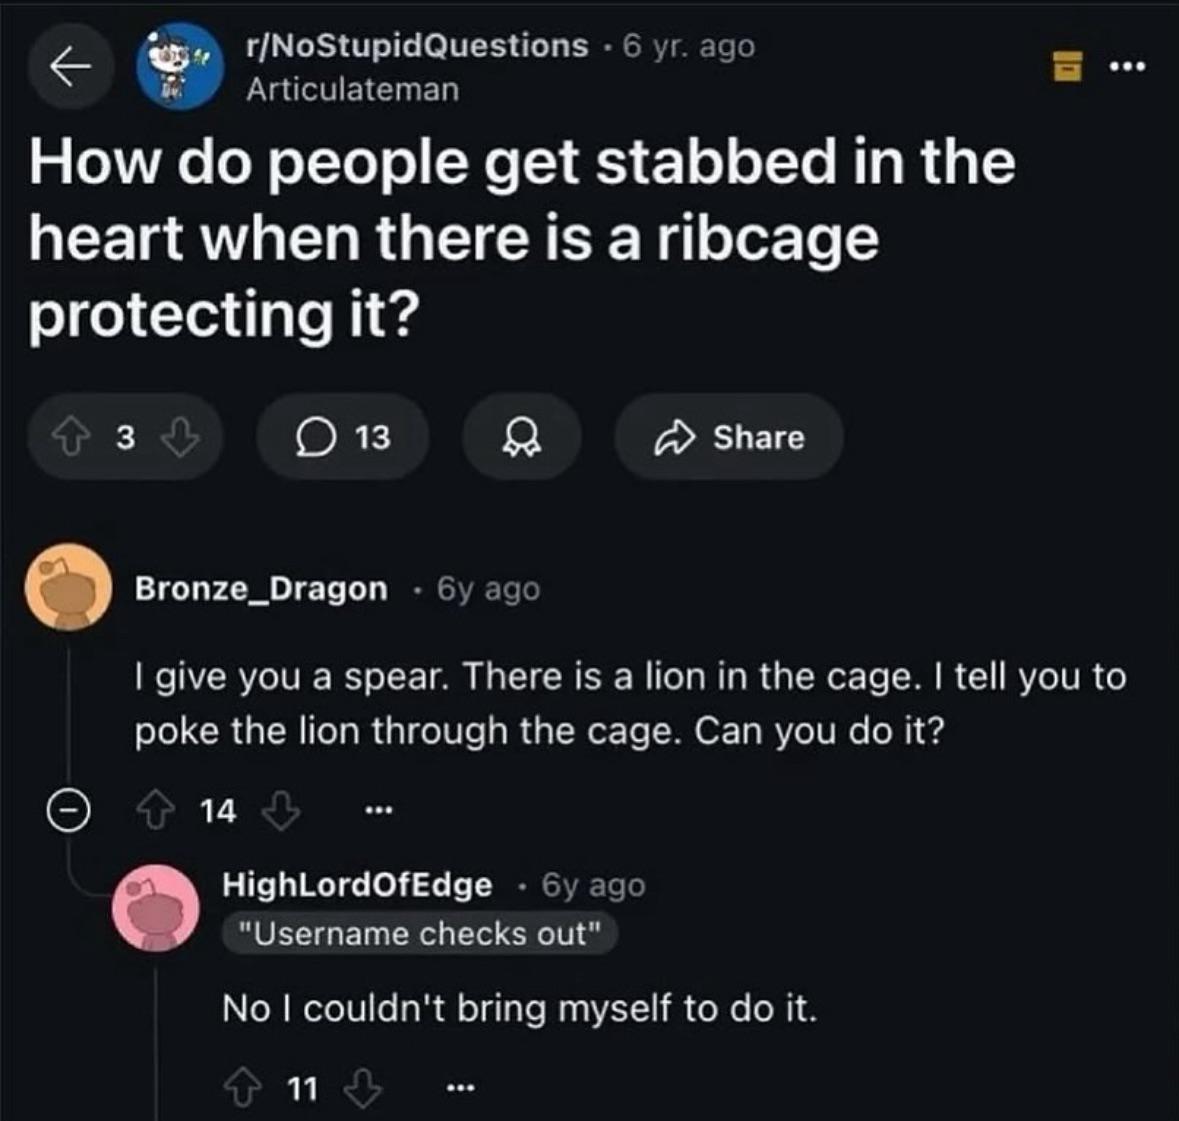 r/NoStupidQuestions · 6 yr. ago
Articulateman
How do people get stabbed in the
heart when there is a ribcage
protecting it?
3
13
Share
Bronze_Dragon · 6y ago
I give you a spear. There is a lion in the cage. I tell you to
poke the lion through the cage. Can you do it?
14
HighLordOfEdge · 6y ago
"Username checks out"
No I couldn't bring myself to do it.
11